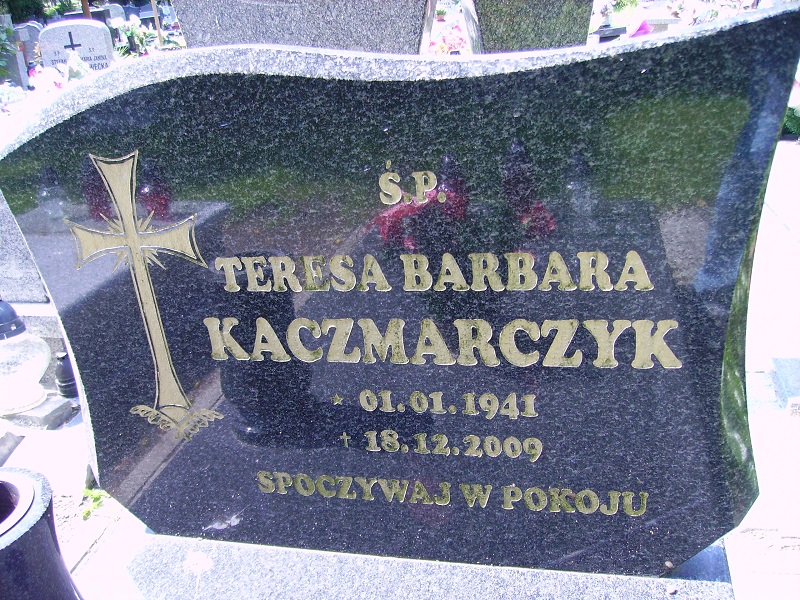 Ś.P.
TERESA BARBARA
KACZMARCZYK
* 01.01.1941
✝ 18.12.2009
SPOCZYWAJ W POKOJU